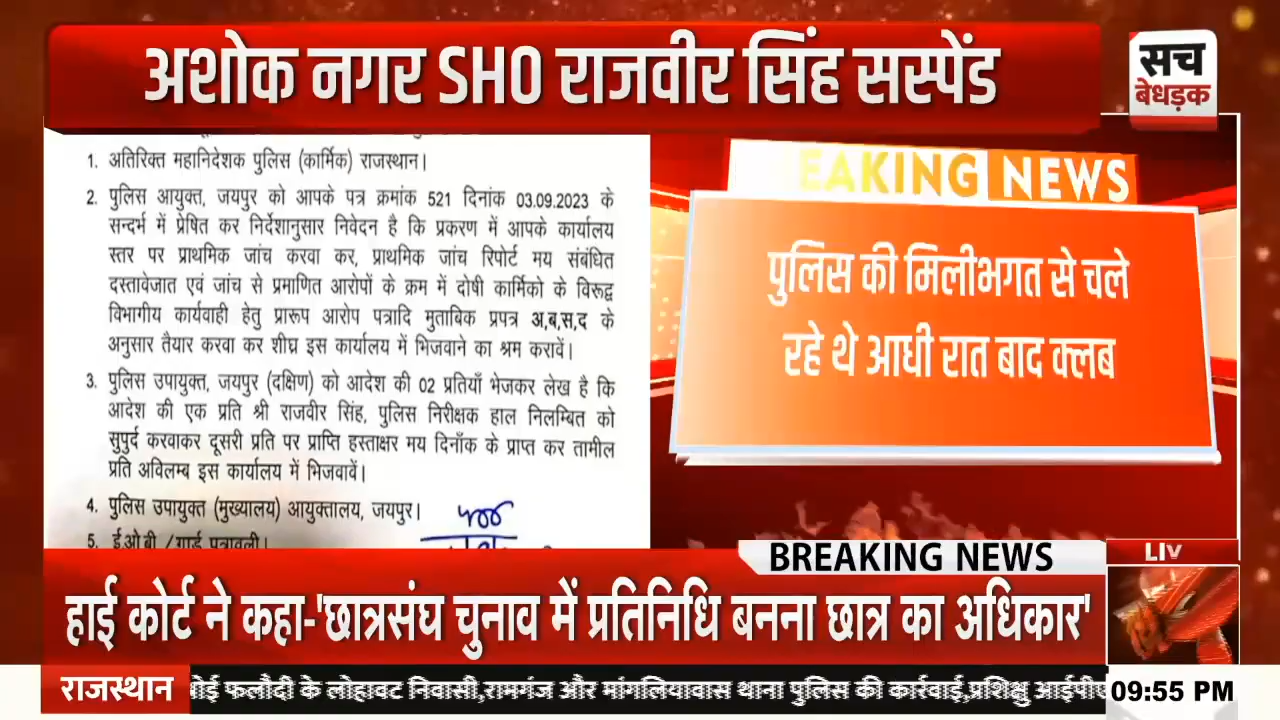 अशोक नगर SHO राजवीर सिंह सस्पेंड
सच
बेधड़क
1. अतिरिक्त महानिदेशक पुलिस (कार्मिक) राजस्थान।
2. पुलिस आयुक्त, जयपुर को आपके पत्र क्रमांक 521 दिनांक 03.09.2023 के
सन्दर्भ में प्रेषित कर निर्देशानुसार निवेदन है कि प्रकरण में आपके कार्यालय
स्तर पर प्राथमिक जांच करवा कर, प्राथमिक जांच रिपोर्ट मय संबंधित
दस्तावेजात एवं जांच से प्रमाणित आरोपों के क्रम में दोषी कार्मिको के विरूद्व
विभागीय कार्यवाही हेतु प्रारूप आरोप पत्रादि मुताबिक प्रपत्र अ,ब,स,द के
अनुसार तैयार करवा कर शीघ्र इस कार्यालय में भिजवाने का श्रम करावें।
3. पुलिस उपायुक्त, जयपुर (दक्षिण) को आदेश की 02 प्रतियाँ भेजकर लेख है कि
आदेश की एक प्रति श्री राजवीर सिंह, पुलिस निरीक्षक हाल निलम्बित को
सुपुर्द करवाकर दूसरी प्रति पर प्राप्ति हस्ताक्षर मय दिनाँक के प्राप्त कर तामील
प्रति अविलम्ब इस कार्यालय में भिजवावें।
4. पुलिस उपायुक्त (मुख्यालय) आयुक्तालय, जयपुर।
5. ई.ओ.बी /गार्ड पत्रावली।
EAKING NEWS
पुलिस की मिलीभगत से चले
रहे थे आधी रात बाद क्लब
BREAKING NEWS
LIV
हाई कोर्ट ने कहा-'छात्रसंघ चुनाव में प्रतिनिधि बनना छात्र का अधिकार'
राजस्थान
फलौदी के लोहावट निवासी,रामगंज और मांगलियावास थाना पुलिस की कार्रवाई,प्रशिक्षु
09:55 PM